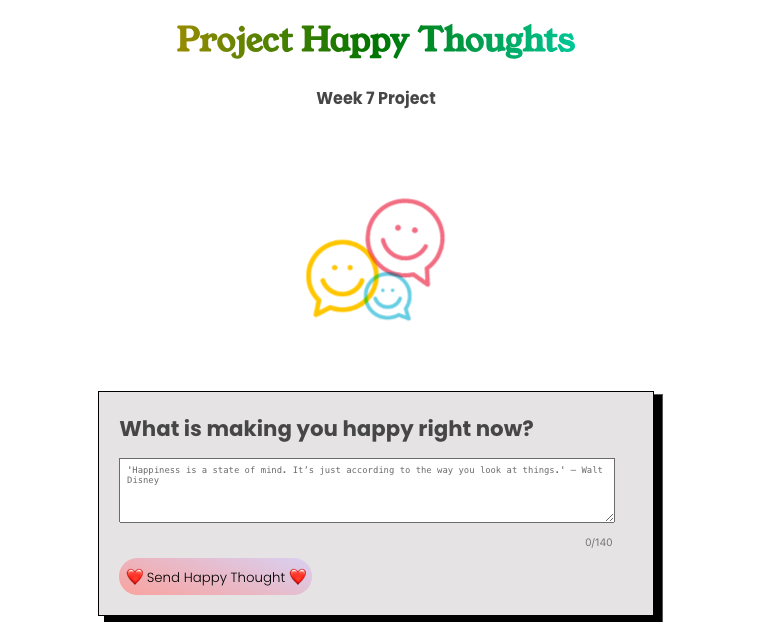 Project Happy Thoughts
Week 7 Project
What is making you happy right now?
'Happiness is a state of mind. It’s just according to the way you look at things.' – Walt
Disney
0/140
❤️ Send Happy Thought ❤️